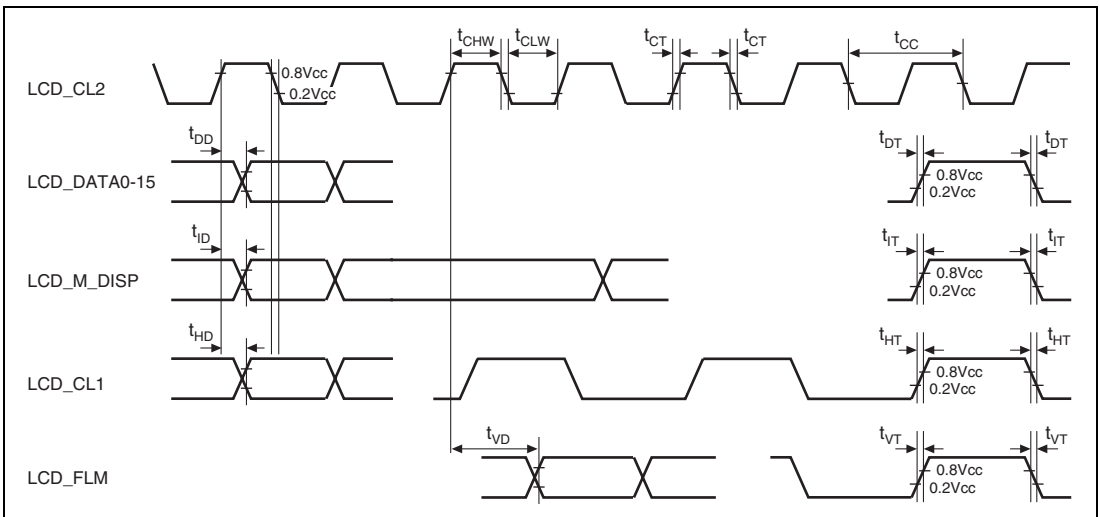 tCHW tCLW tCT tCT tCC
LCD_CL2
0.8Vcc
0.2Vcc
tDD tDT tDT
LCD_DATA0-15
0.8Vcc
0.2Vcc
tID tIT tIT
LCD_M_DISP
0.8Vcc
0.2Vcc
tHD tHT tHT
LCD_CL1
0.8Vcc
0.2Vcc
tVD tVT tVT
LCD_FLM
0.8Vcc
0.2Vcc